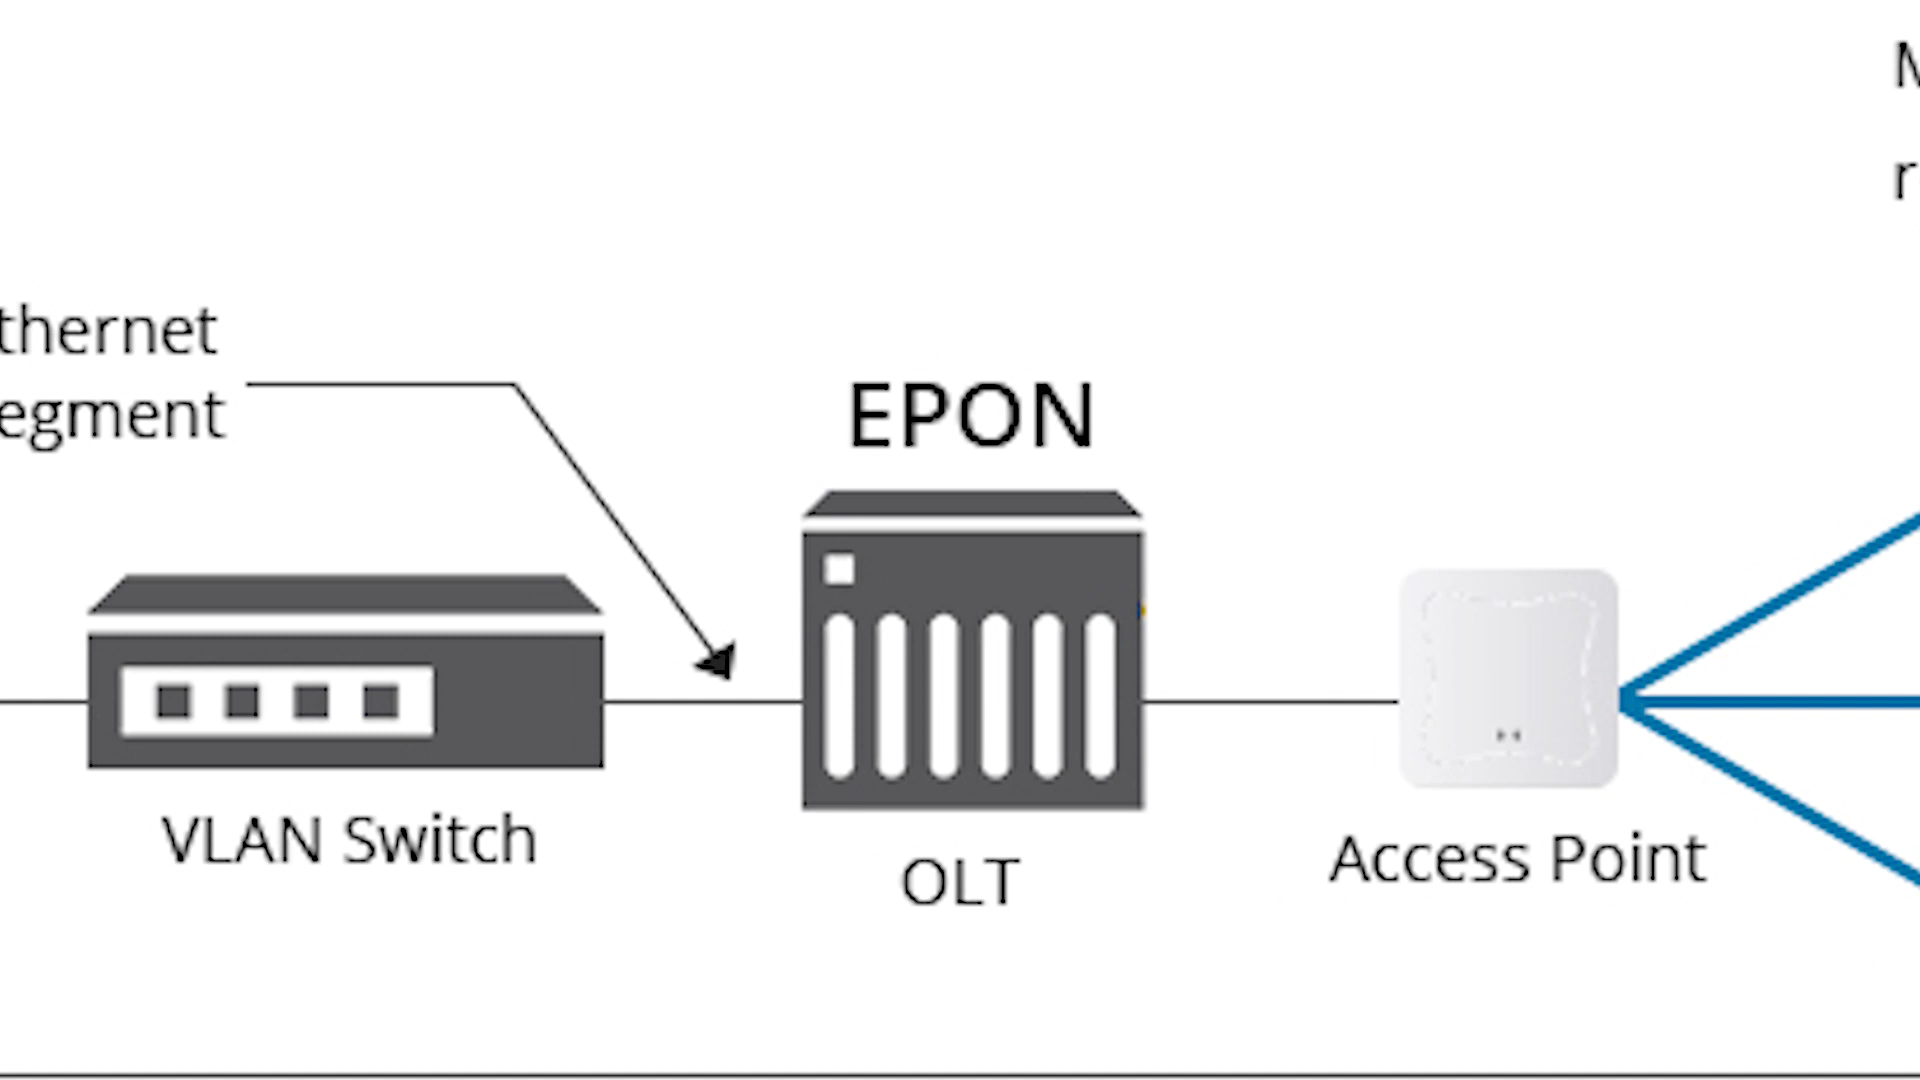 thernet
egment
EPON
VLAN Switch
OLT
Access Point
M
r